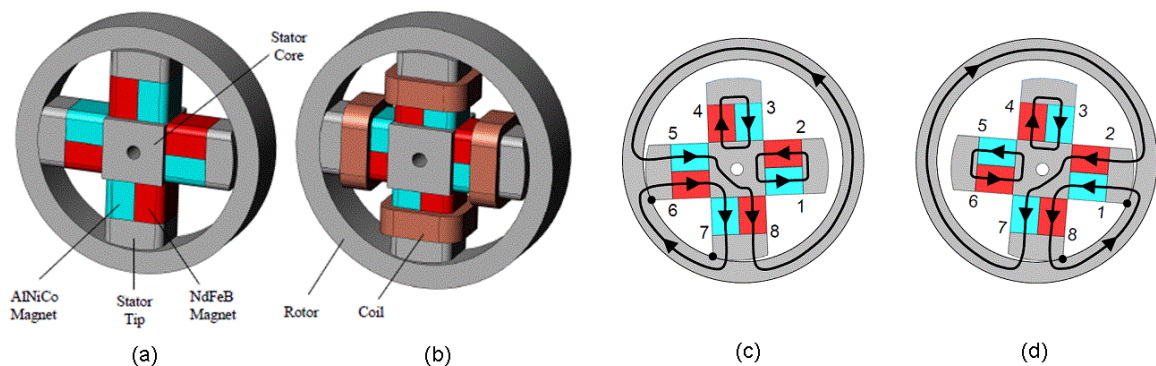 Stator
Core
AlNiCo
Magnet
Stator
Tip
NdFeB
Magnet
Rotor
Coil
(a)
(b)
4
3
5
2
6
1
7
8
(c)
4
3
5
2
6
1
7
8
(d)